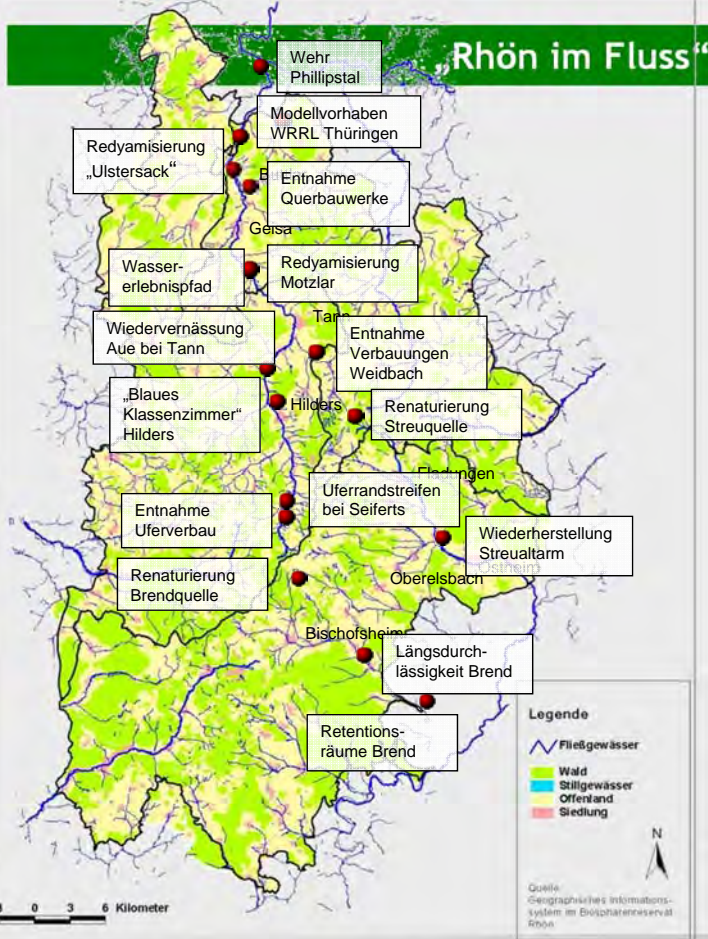 „Rhön im Fluss“
Wehr
Phillipstal
Modellvorhaben
WRRL Thüringen
Redyamisierung
„Ulstersack“
Entnahme
Querbauwerke
Geisa
Wasser-
erlebnispfad
Redyamisierung
Motzlar
Tann
Wiedervernässung
Aue bei Tann
Entnahme
Verbauungen
Weidbach
„Blaues
Klassenzimmer“
Hilders
Hilders
Renaturierung
Streuquelle
Fladungen
Uferrandstreifen
bei Seiferts
Entnahme
Uferverbau
Wiederherstellung
Streualtarm
Ostheim
Renaturierung
Brendquelle
Oberelsbach
Bischofsheim
Längsdurch-
lässigkeit Brend
Retentions-
räume Brend
Legende
Fließgewässer
Wald
Stillgewässer
Offenland
Siedlung
N
Quelle:
Geographisches Informations-
system im Biosphärenreservat
Rhön
0 3 6 Kilometer